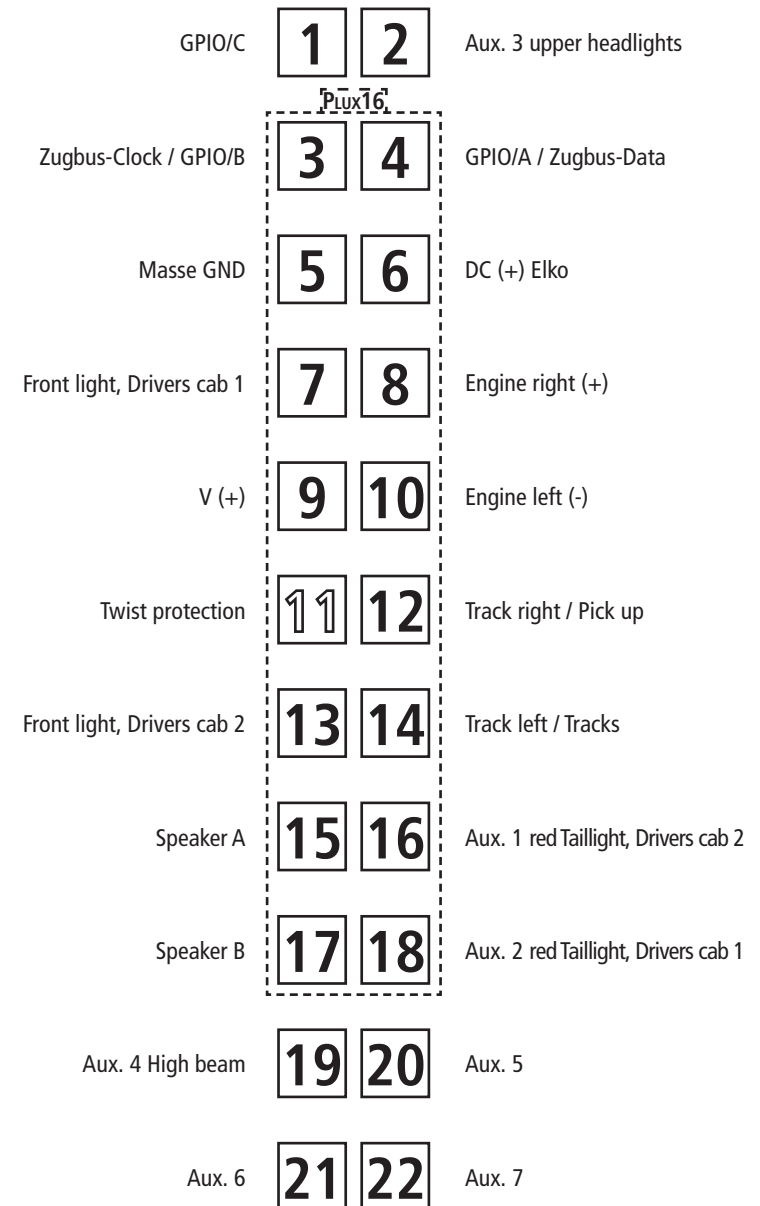 GPIO/C 1 2 Aux. 3 upper headlights
PLUX16
Zugbus-Clock / GPIO/B 3 4 GPIO/A / Zugbus-Data
Masse GND 5 6 DC (+) Elko
Front light, Drivers cab 1 7 8 Engine right (+)
V (+) 9 10 Engine left (-)
Twist protection 11 12 Track right / Pick up
Front light, Drivers cab 2 13 14 Track left / Tracks
Speaker A 15 16 Aux. 1 red Taillight, Drivers cab 2
Speaker B 17 18 Aux. 2 red Taillight, Drivers cab 1
Aux. 4 High beam 19 20 Aux. 5
Aux. 6 21 22 Aux. 7